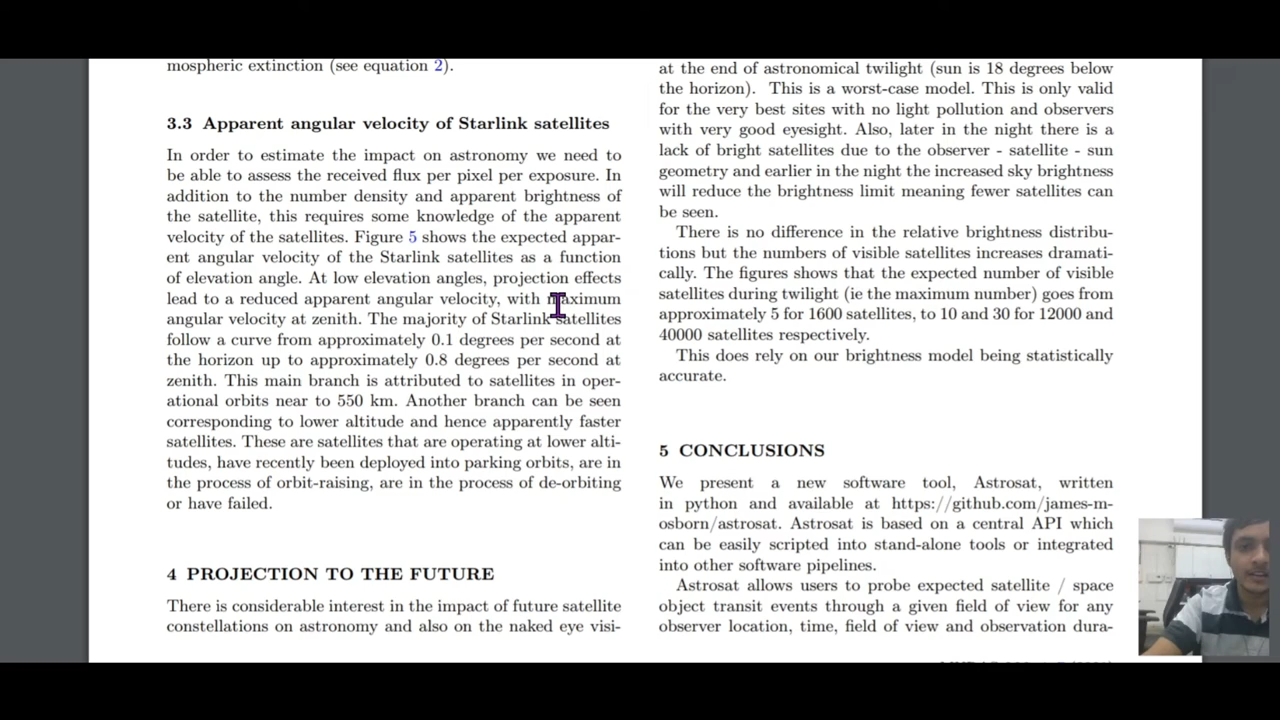 mospheric extinction (see equation 2).
3.3 Apparent angular velocity of Starlink satellites
In order to estimate the impact on astronomy we need to
be able to assess the received flux per pixel per exposure. In
addition to the number density and apparent brightness of
the satellite, this requires some knowledge of the apparent
velocity of the satellites. Figure 5 shows the expected appar-
ent angular velocity of the Starlink satellites as a function
of elevation angle. At low elevation angles, projection effects
lead to a reduced apparent angular velocity, with maximum
angular velocity at zenith. The majority of Starlink satellites
follow a curve from approximately 0.1 degrees per second at
the horizon up to approximately 0.8 degrees per second at
zenith. This main branch is attributed to satellites in oper-
ational orbits near to 550 km. Another branch can be seen
corresponding to lower altitude and hence apparently faster
satellites. These are satellites that are operating at lower alti-
tudes, have recently been deployed into parking orbits, are in
the process of orbit-raising, are in the process of de-orbiting
or have failed.
4 PROJECTION TO THE FUTURE
There is considerable interest in the impact of future satellite
constellations on astronomy and also on the naked eye visi-
at the end of astronomical twilight (sun is 18 degrees below
the horizon). This is a worst-case model. This is only valid
for the very best sites with no light pollution and observers
with very good eyesight. Also, later in the night there is a
lack of bright satellites due to the observer - satellite - sun
geometry and earlier in the night the increased sky brightness
will reduce the brightness limit meaning fewer satellites can
be seen.
There is no difference in the relative brightness distribu-
tions but the numbers of visible satellites increases dramati-
cally. The figures shows that the expected number of visible
satellites during twilight (ie the maximum number) goes from
approximately 5 for 1600 satellites, to 10 and 30 for 12000 and
40000 satellites respectively.
This does rely on our brightness model being statistically
accurate.
5 CONCLUSIONS
We present a new software tool, Astrosat, written
in python and available at https://github.com/james-m-
osborn/astrosat. Astrosat is based on a central API which
can be easily scripted into stand-alone tools or integrated
into other software pipelines.
Astrosat allows users to probe expected satellite / space
object transit events through a given field of view for any
observer location, time, field of view and observation dura-